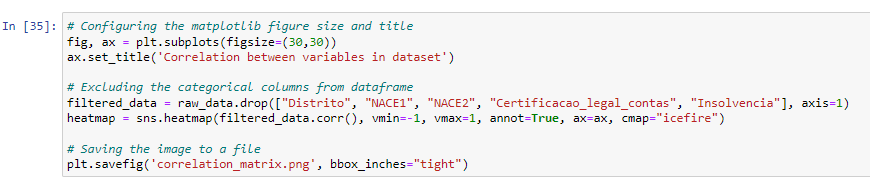 In [35]: # Configuring the matplotlib figure size and title
fig, ax = plt.subplots(figsize=(30,30))
ax.set_title('Correlation between variables in dataset')
# Excluding the categorical columns from dataframe
filtered_data = raw_data.drop(["Distrito", "NACE1", "NACE2", "Certificacao_legal_contas", "Insolvencia"], axis=1)
heatmap = sns.heatmap(filtered_data.corr(), vmin=-1, vmax=1, annot=True, ax=ax, cmap="icefire")
# Saving the image to a file
plt.savefig('correlation_matrix.png', bbox_inches="tight")